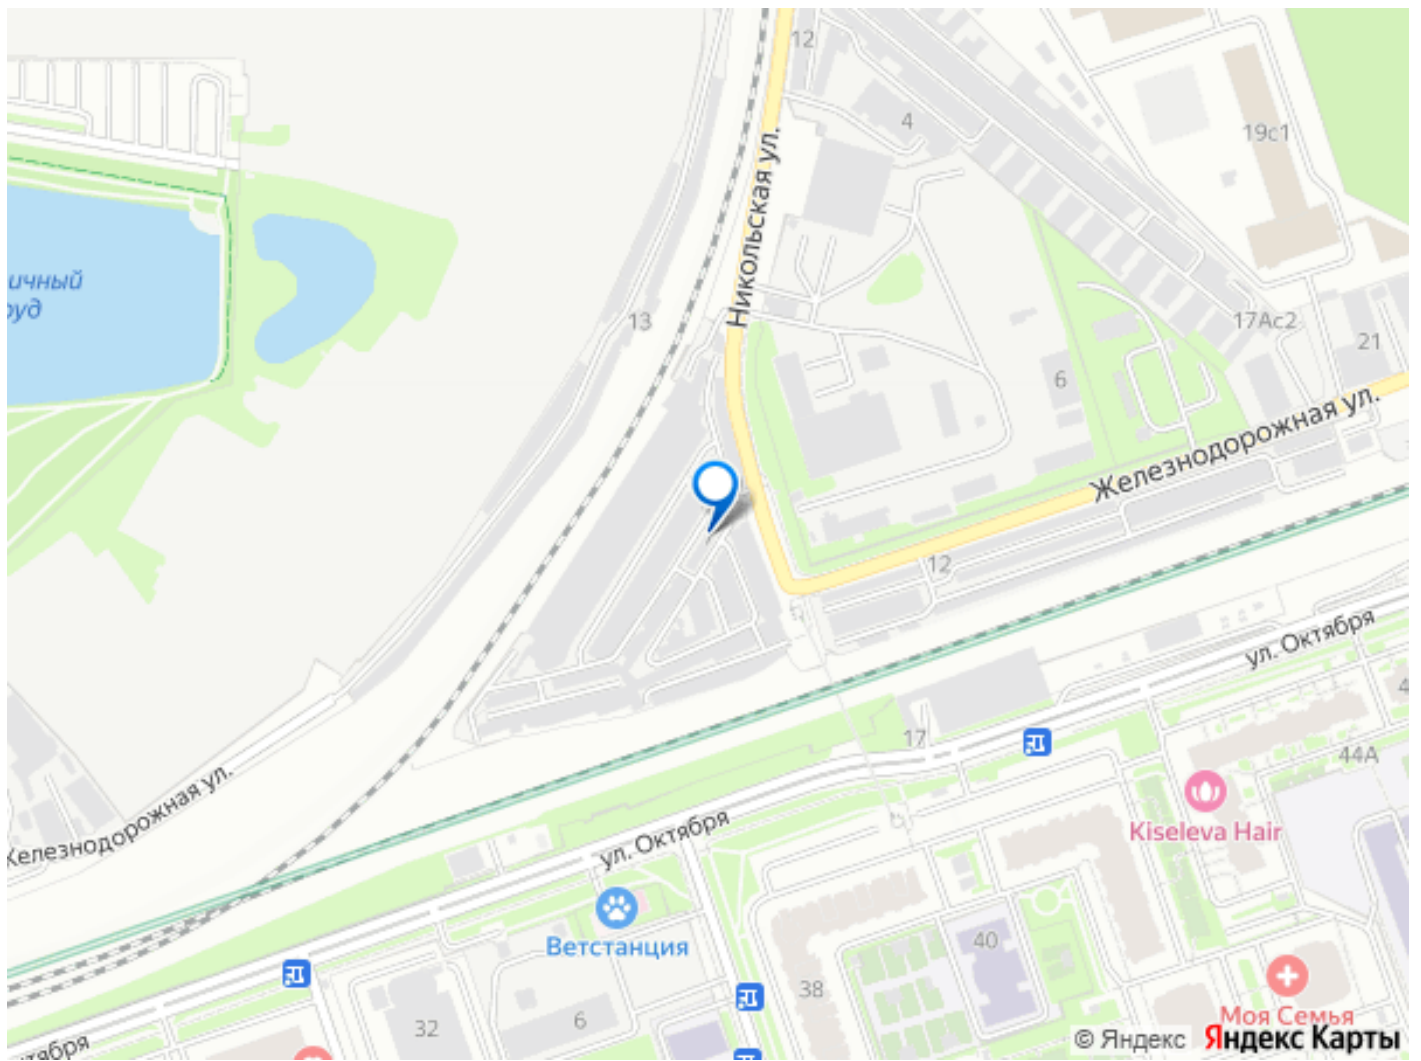 12
4
19с1
Никольская ул.
ичный
руд
13
17Ас2
21
6
Железнодорожная ул.
12
ул. Октября
17
44А
Железнодорожная ул.
Kiseleva Hair
ул. Октября
Ветстанция
40
38
32
6
Моя Семья
© Яндекс Яндекс Карты